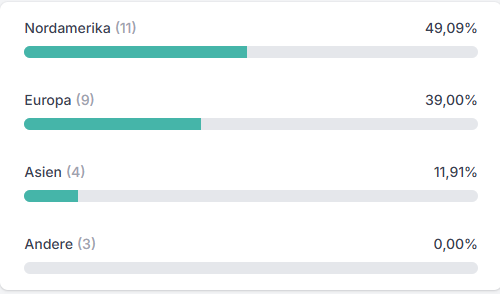 Nordamerika (11) 49,09%
Europa (9) 39,00%
Asien (4) 11,91%
Andere (3) 0,00%